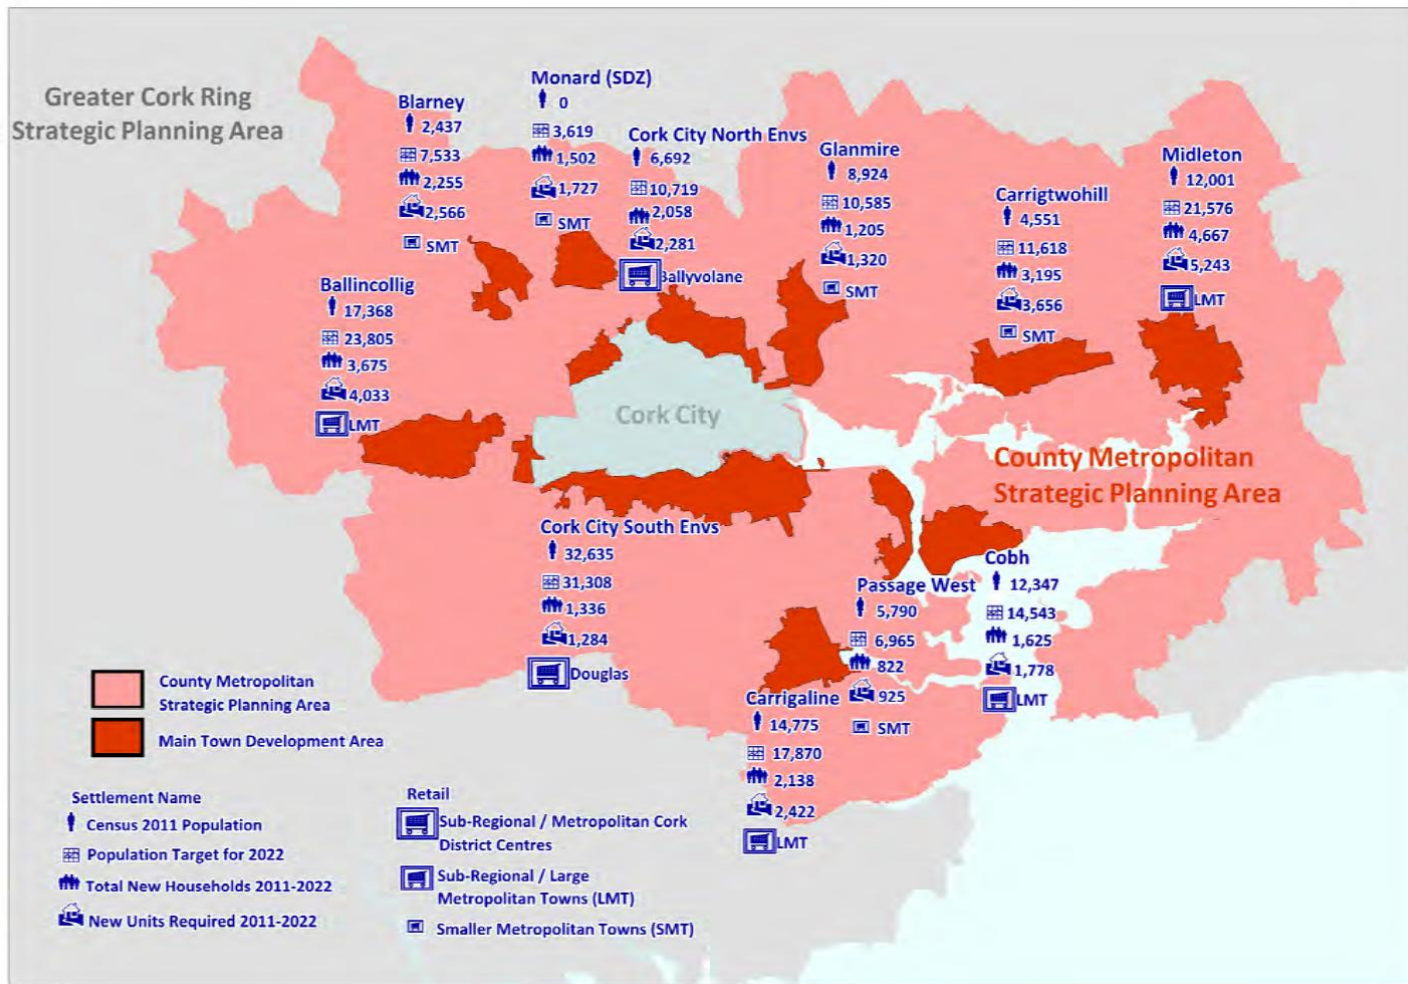 Greater Cork Ring
Strategic Planning Area
Blarney
2,437
7,533
2,255
2,566
SMT
Monard (SDZ)
0
3,619
1,502
1,727
SMT
Cork City North Envs
6,692
10,719
2,058
2,281
Ballyvolane
Glanmire
8,924
10,585
1,205
1,320
SMT
Carrigtwohill
4,551
11,618
3,195
3,656
SMT
Midleton
12,001
21,576
4,667
5,243
LMT
Ballincollig
17,368
23,805
3,675
4,033
LMT
Cork City
County Metropolitan
Strategic Planning Area
Cork City South Envs
32,635
31,308
1,336
1,284
Douglas
Passage West
5,790
6,965
822
925
SMT
Cobh
12,347
14,543
1,625
1,778
LMT
Carrigaline
14,775
17,870
2,138
2,422
LMT
County Metropolitan
Strategic Planning Area
Main Town Development Area
Settlement Name
Census 2011 Population
Population Target for 2022
Total New Households 2011-2022
New Units Required 2011-2022
Retail
Sub-Regional / Metropolitan Cork
District Centres
Sub-Regional / Large
Metropolitan Towns (LMT)
Smaller Metropolitan Towns (SMT)